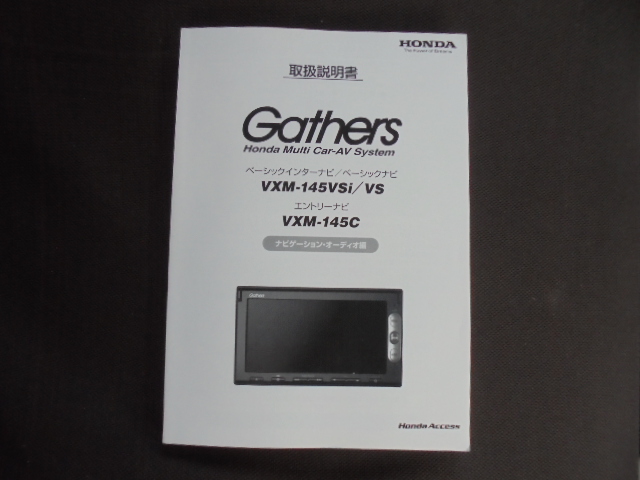 HONDA
The Power of Dreams
取扱説明書
Gathers
Honda Multi Car-AV System
ベーシックインターナビ／ベーシックナビ
VXM-145VSi／VS
エントリーナビ
VXM-145C
ナビゲーション・オーディオ編
Gathers
Honda Access